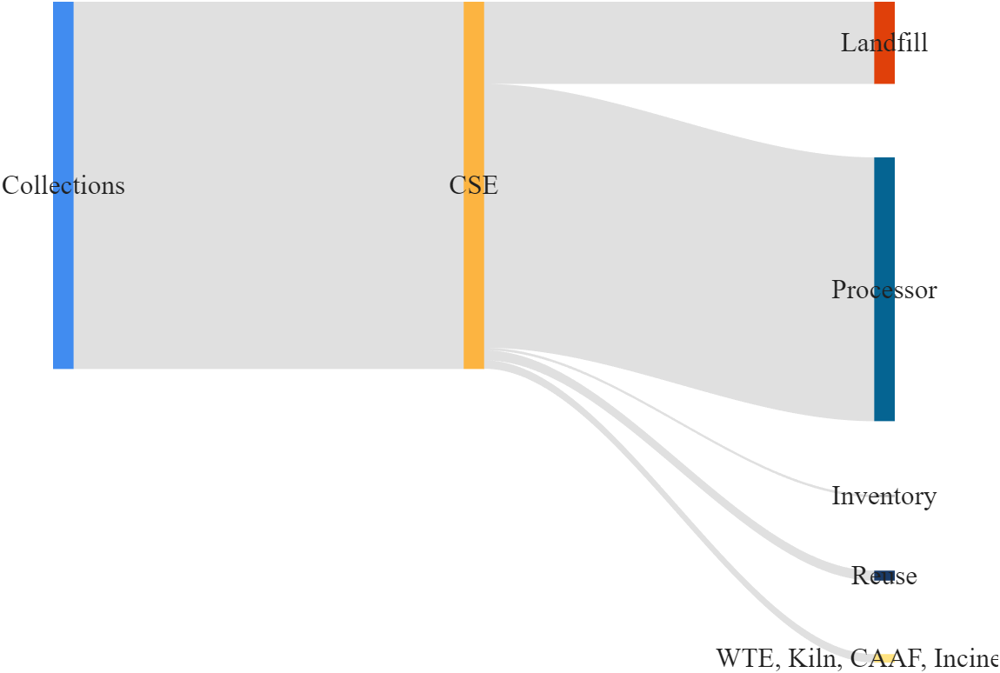 Landfill
Collections
CSE
Processor
Inventory
Reuse
WTE, Kiln, CAAF, Incine